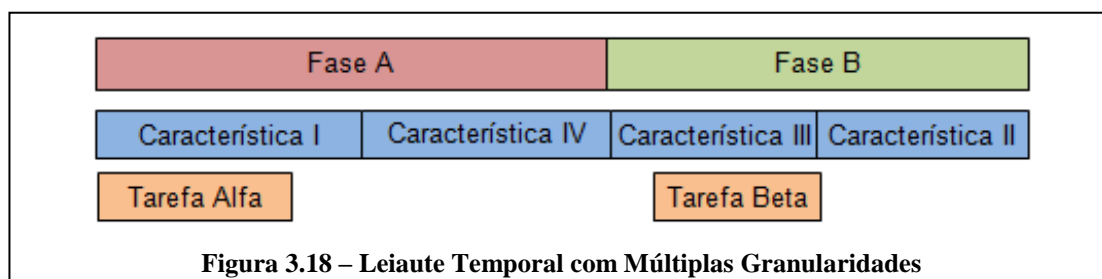 Fase A Fase B
Característica I Característica IV Característica III Característica II
Tarefa Alfa Tarefa Beta
Figura 3.18 – Leiaute Temporal com Múltiplas Granularidades